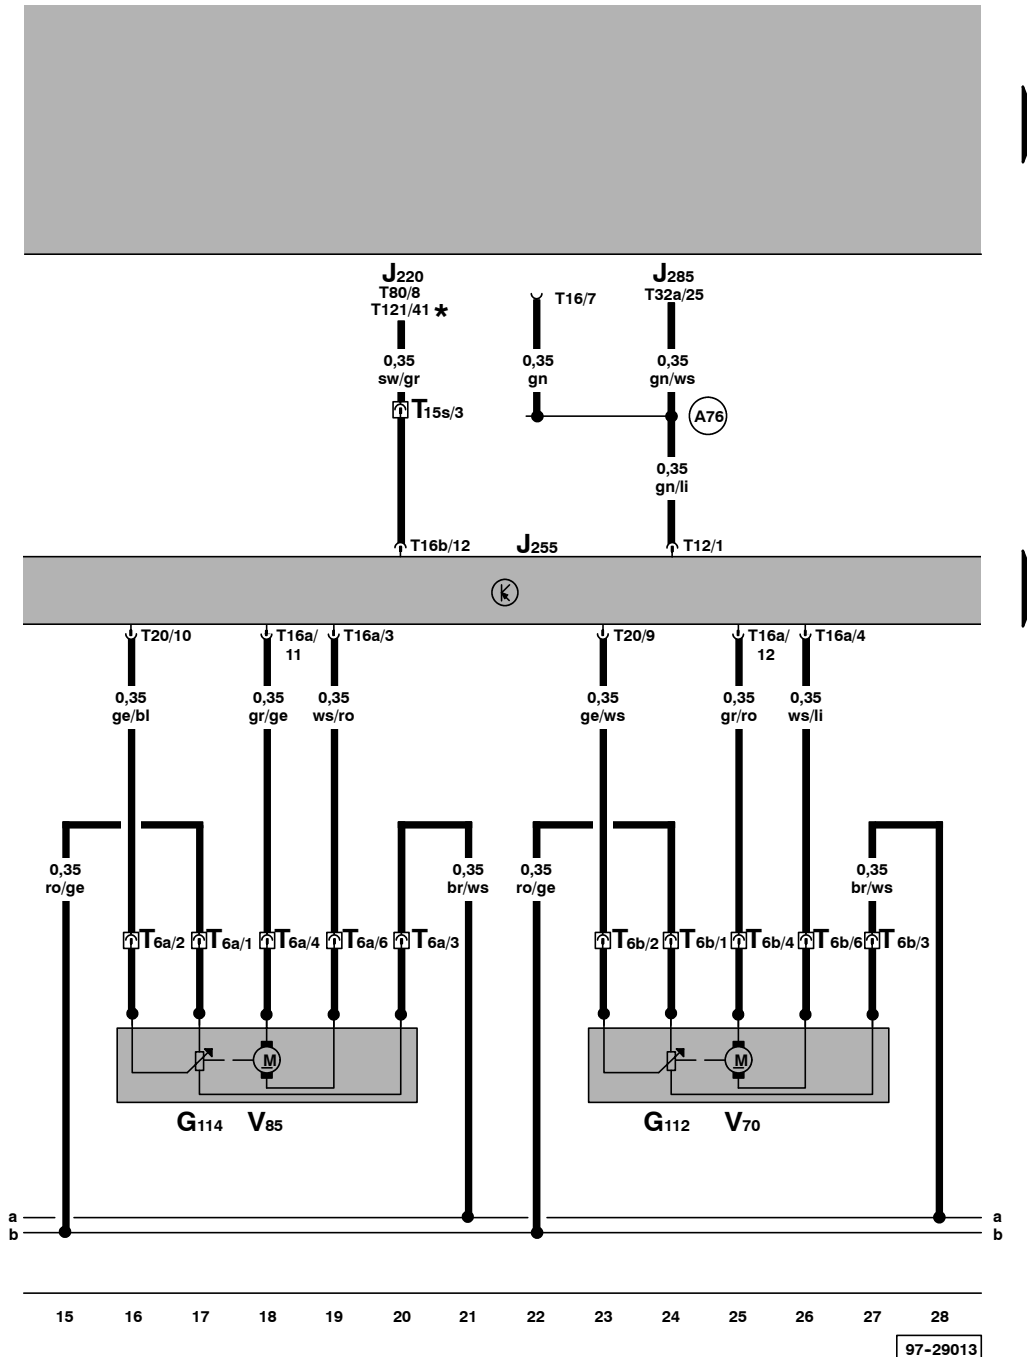 J220 J285
T80/8 T16/7 T32a/25
T121/41 *
0,35 0,35 0,35
sw/gr gn gn/ws
T15s/3 A76
0,35
gn/li
T16b/12 J255 T12/1
T20/10 T16a/ T16a/3 T20/9 T16a/ T16a/4
11 12
0,35 0,35 0,35 0,35 0,35 0,35
ge/bl gr/ge ws/ro ge/ws gr/ro ws/li
0,35 0,35 0,35 0,35
ro/ge br/ws ro/ge br/ws
T6a/2 T6a/1 T6a/4 T6a/6 T6a/3 T6b/2 T6b/1 T6b/4 T6b/6 T6b/3
M M
G114 V85 G112 V70
a a
b b
15 16 17 18 19 20 21 22 23 24 25 26 27 28
97-29013